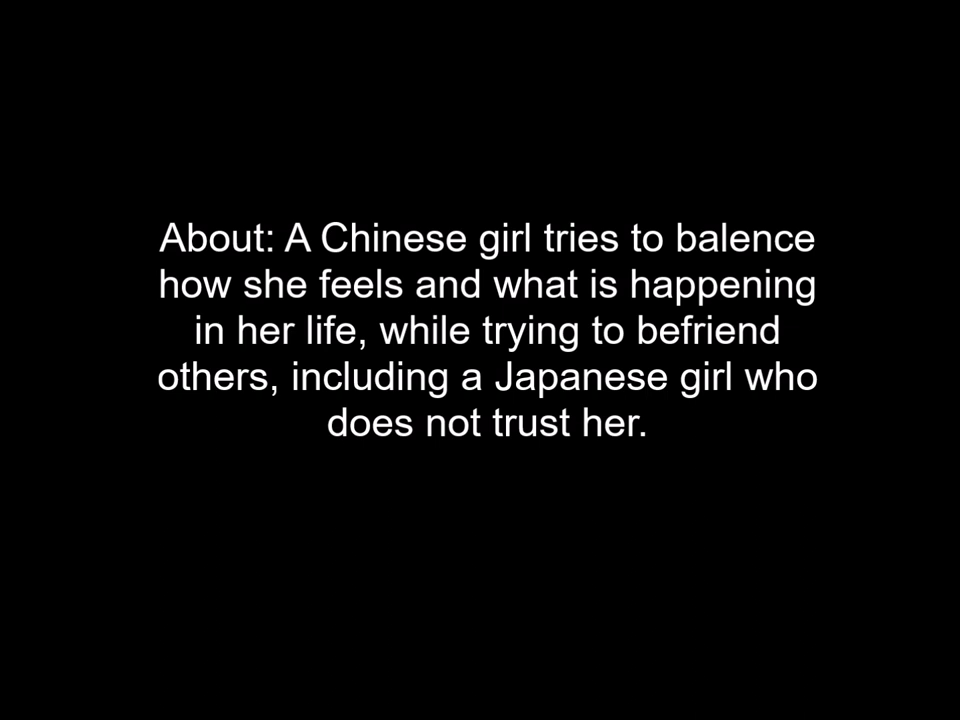 About: A Chinese girl tries to balence
how she feels and what is happening
in her life, while trying to befriend
others, including a Japanese girl who
does not trust her.